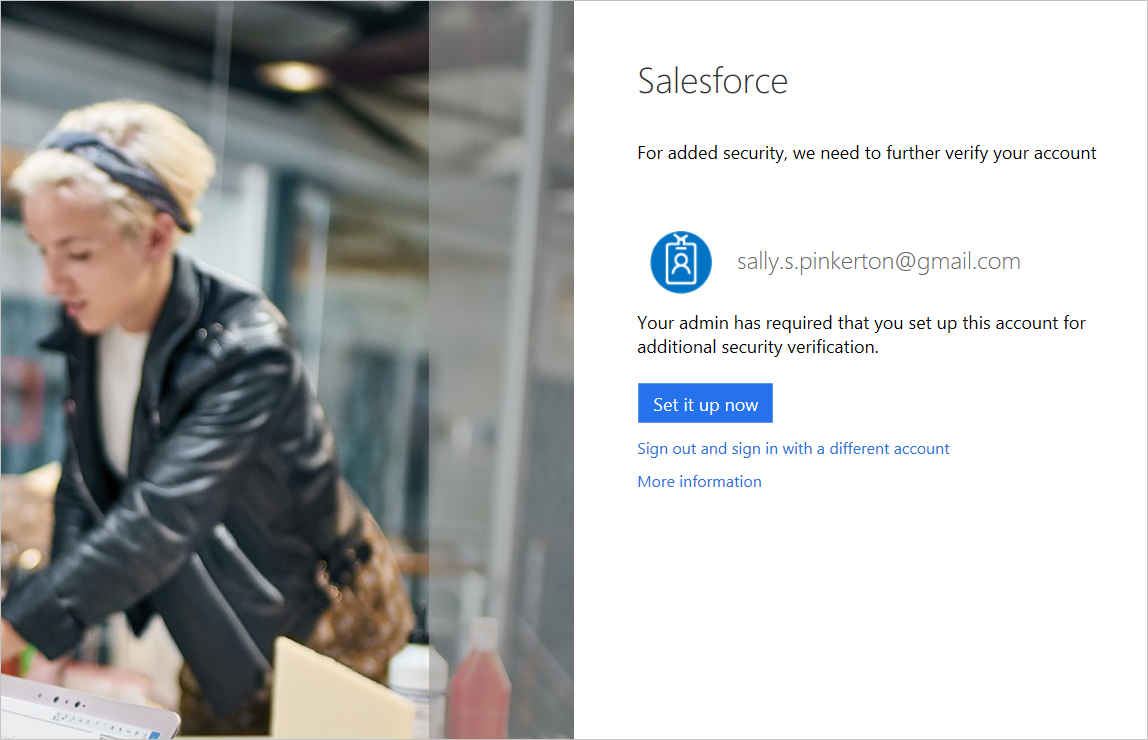 Salesforce
For added security, we need to further verify your account
sally.s.pinkerton@gmail.com
Your admin has required that you set up this account for
additional security verification.
Set it up now
Sign out and sign in with a different account
More information